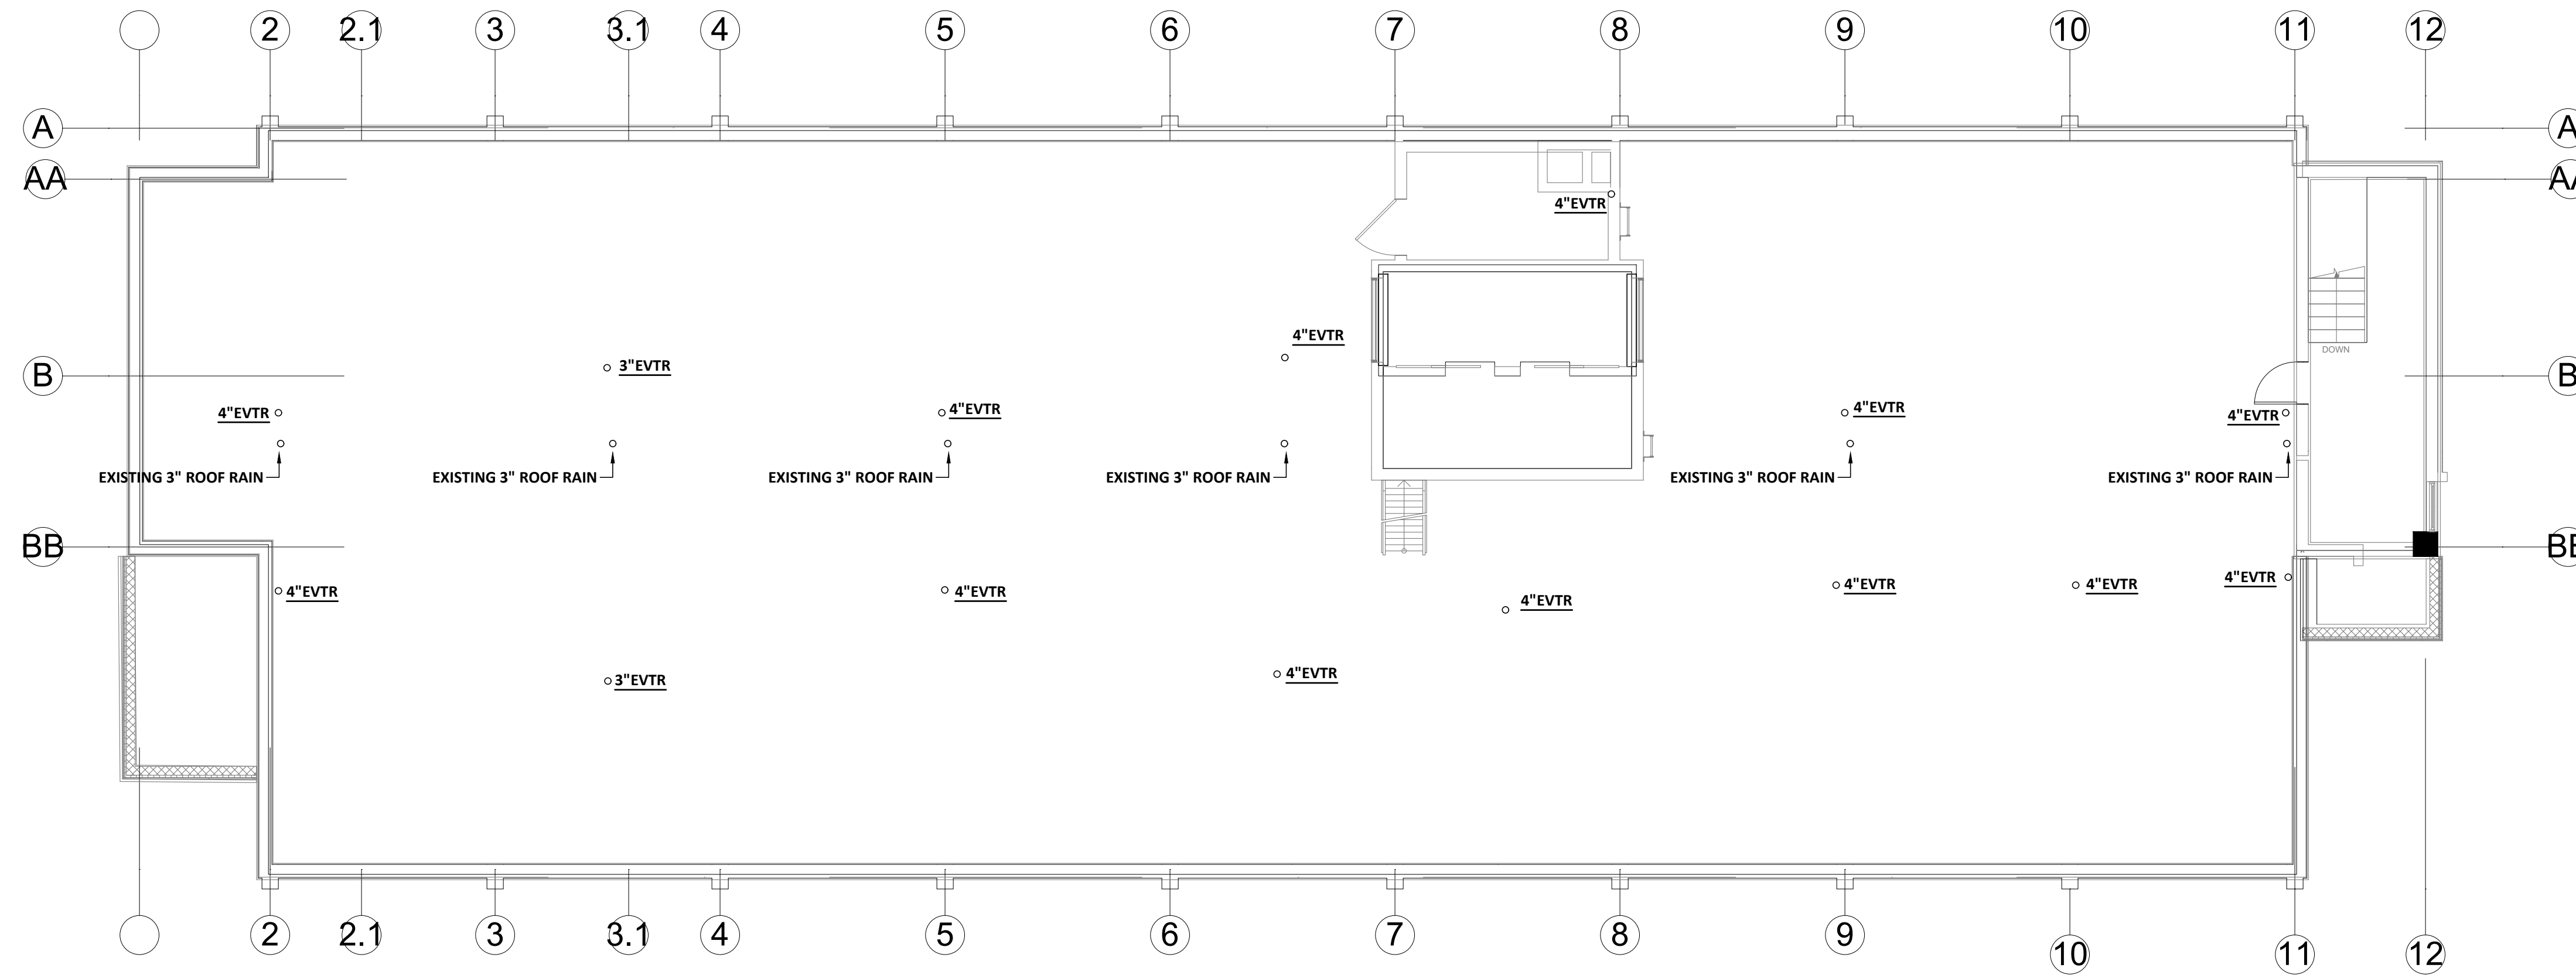 2
2.1
3
3.1
4
5
6
7
8
9
10
11
12
A
A
AA
AA
4"EVTR
4"EVTR
DOWN
B
B
3"EVTR
4"EVTR
4"EVTR
4"EVTR
4"EVTR
EXISTING 3" ROOF RAIN
EXISTING 3" ROOF RAIN
EXISTING 3" ROOF RAIN
EXISTING 3" ROOF RAIN
EXISTING 3" ROOF RAIN
EXISTING 3" ROOF RAIN
BB
BB
4"EVTR
4"EVTR
4"EVTR
4"EVTR
4"EVTR
4"EVTR
3"EVTR
4"EVTR
2
2.1
3
3.1
4
5
6
7
8
9
10
11
12